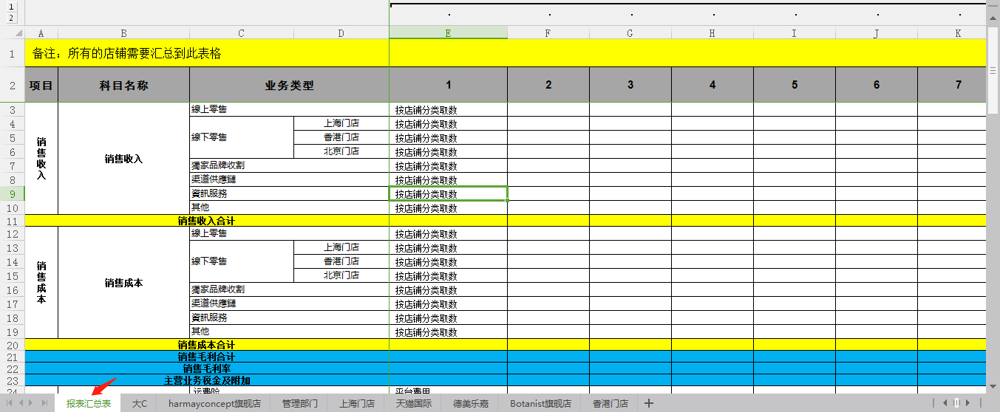 1
2
A B C D E F G H I J K
1 备注：所有的店铺需要汇总到此表格
2 项目 科目名称 业务类型 1 2 3 4 5 6 7
3 線上零售 按店铺分类取数
4 上海门店 按店铺分类取数
5 销售收入 销售收入 線下零售 香港门店 按店铺分类取数
6 北京门店 按店铺分类取数
7 獨家品牌收割 按店铺分类取数
8 渠道供應鏈 按店铺分类取数
9 資訊服務 按店铺分类取数
10 其他 按店铺分类取数
11 销售收入合计
12 線上零售 按店铺分类取数
13 上海门店 按店铺分类取数
14 销售成本 销售成本 線下零售 香港门店 按店铺分类取数
15 北京门店 按店铺分类取数
16 獨家品牌收割 按店铺分类取数
17 渠道供應鏈 按店铺分类取数
18 資訊服務 按店铺分类取数
19 其他 按店铺分类取数
20 销售成本合计
21 销售毛利合计
22 销售毛利率
23 主营业务税金及附加
24 运费险 平台费用
报表汇总表 大C harmayconcept旗舰店 管理部门 上海门店 天猫国际 德美乐嘉 Botanist旗舰店 香港门店